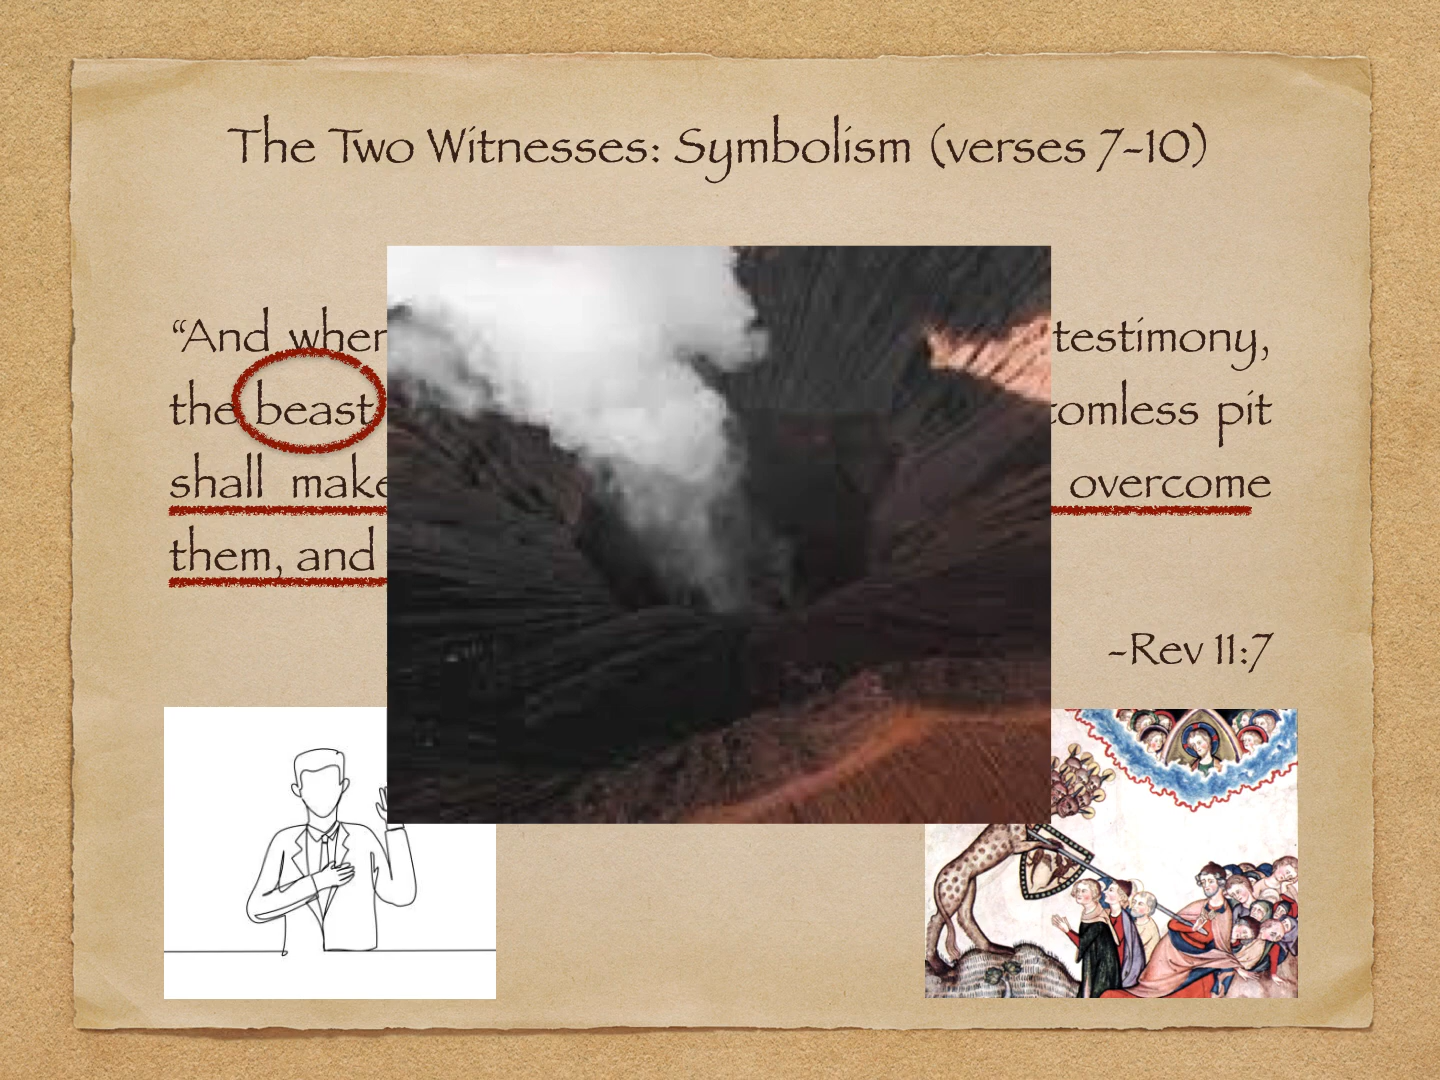 The Two Witnesses: Symbolism (verses 7-10)
“And when testimony,
the beast pit
shall make overcome
them, and
-Rev 11:7